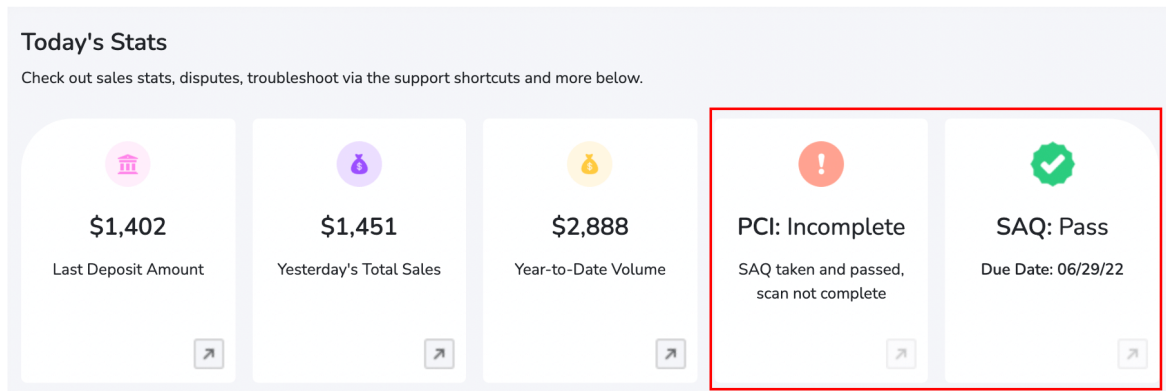 Today's Stats
Check out sales stats, disputes, troubleshoot via the support shortcuts and more below.
$1,402
Last Deposit Amount
$1,451
Yesterday's Total Sales
$2,888
Year-to-Date Volume
PCI: Incomplete
SAQ taken and passed,
scan not complete
SAQ: Pass
Due Date: 06/29/22